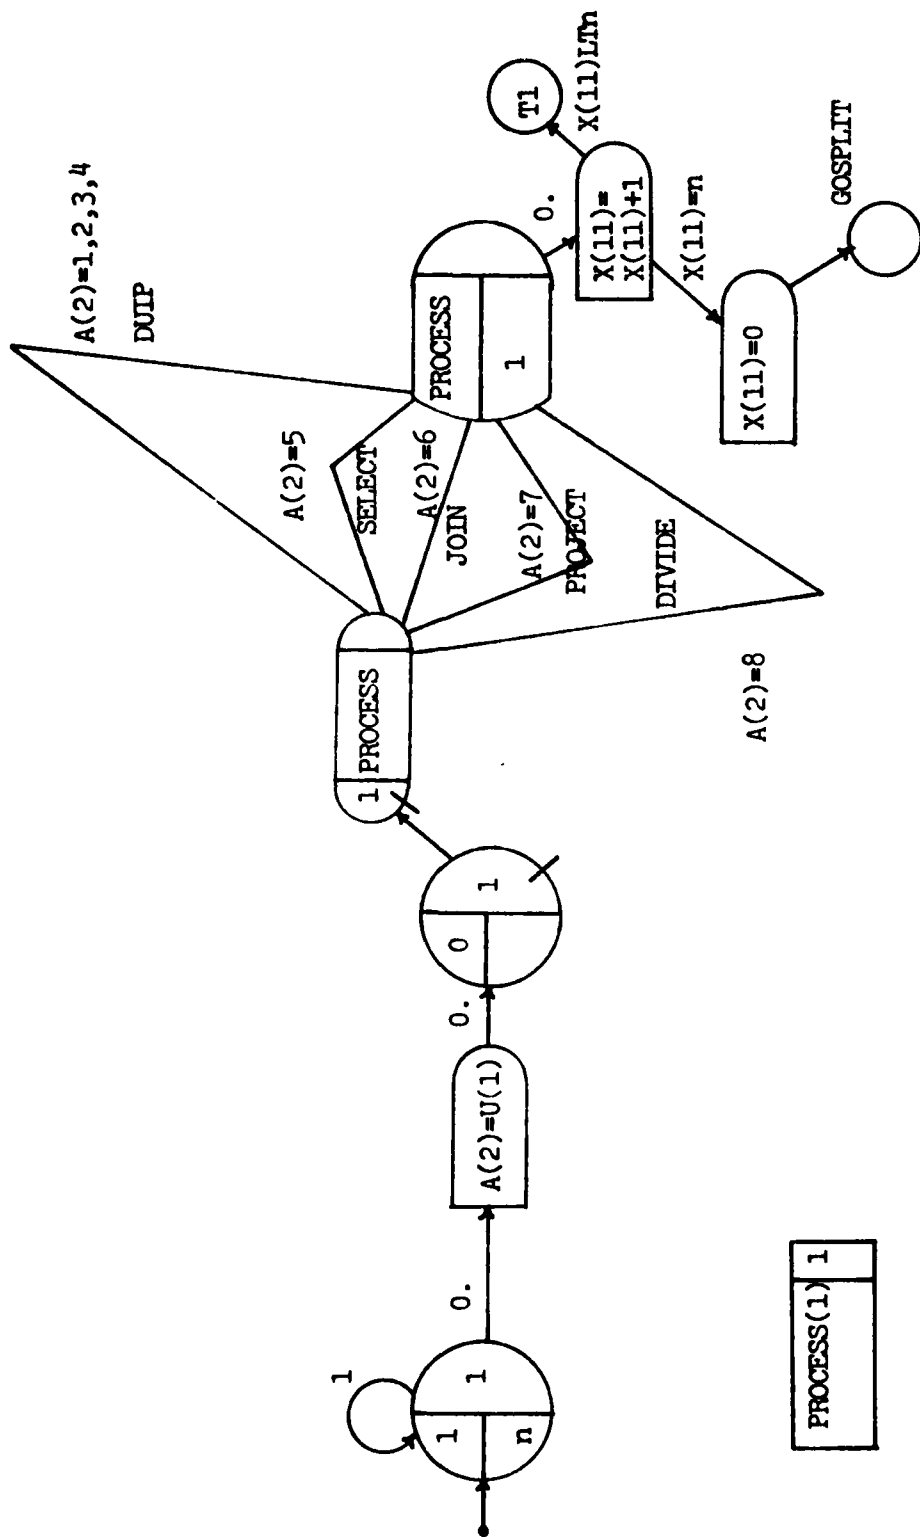 1
1
n
1
0.
A(2)=U(1)
0.
0
1
1
PROCESS
A(2)=1,2,3,4
DUIP
A(2)=5
SELECT
A(2)=6
JOIN
A(2)=7
PROJECT
DIVIDE
A(2)=8
PROCESS
1
0.
X(11)=
X(11)+1
X(11)LTn
T1
X(11)=n
X(11)=0
GOSPLIT
PROCESS(1)
1